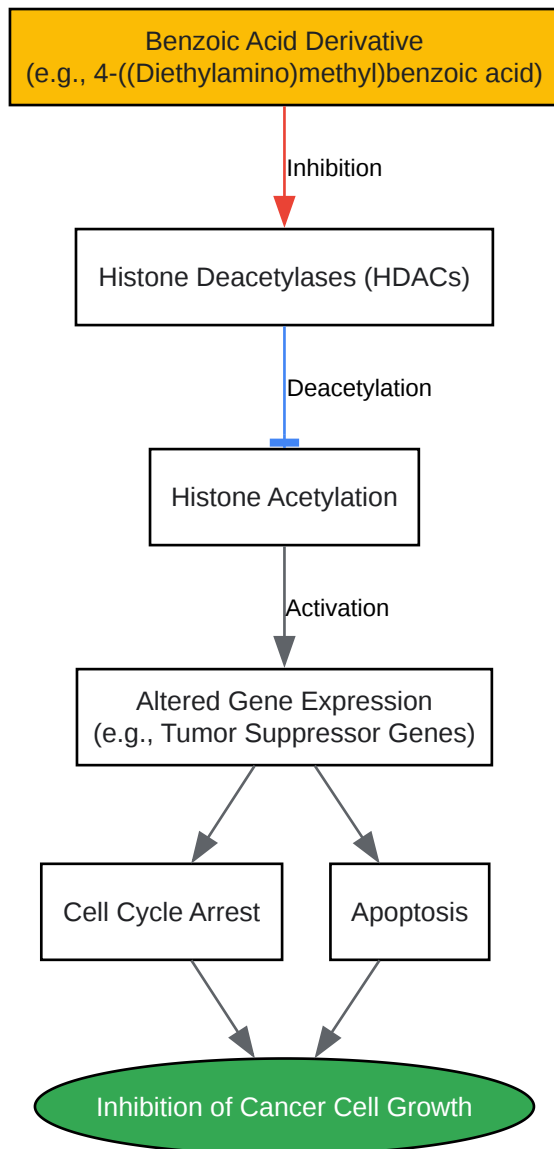 Benzoic Acid Derivative
(e.g., 4-((Diethylamino)methyl)benzoic acid)
Inhibition
Histone Deacetylases (HDACs)
Deacetylation
Histone Acetylation
Activation
Altered Gene Expression
(e.g., Tumor Suppressor Genes)
Cell Cycle Arrest
Apoptosis
Inhibition of Cancer Cell Growth